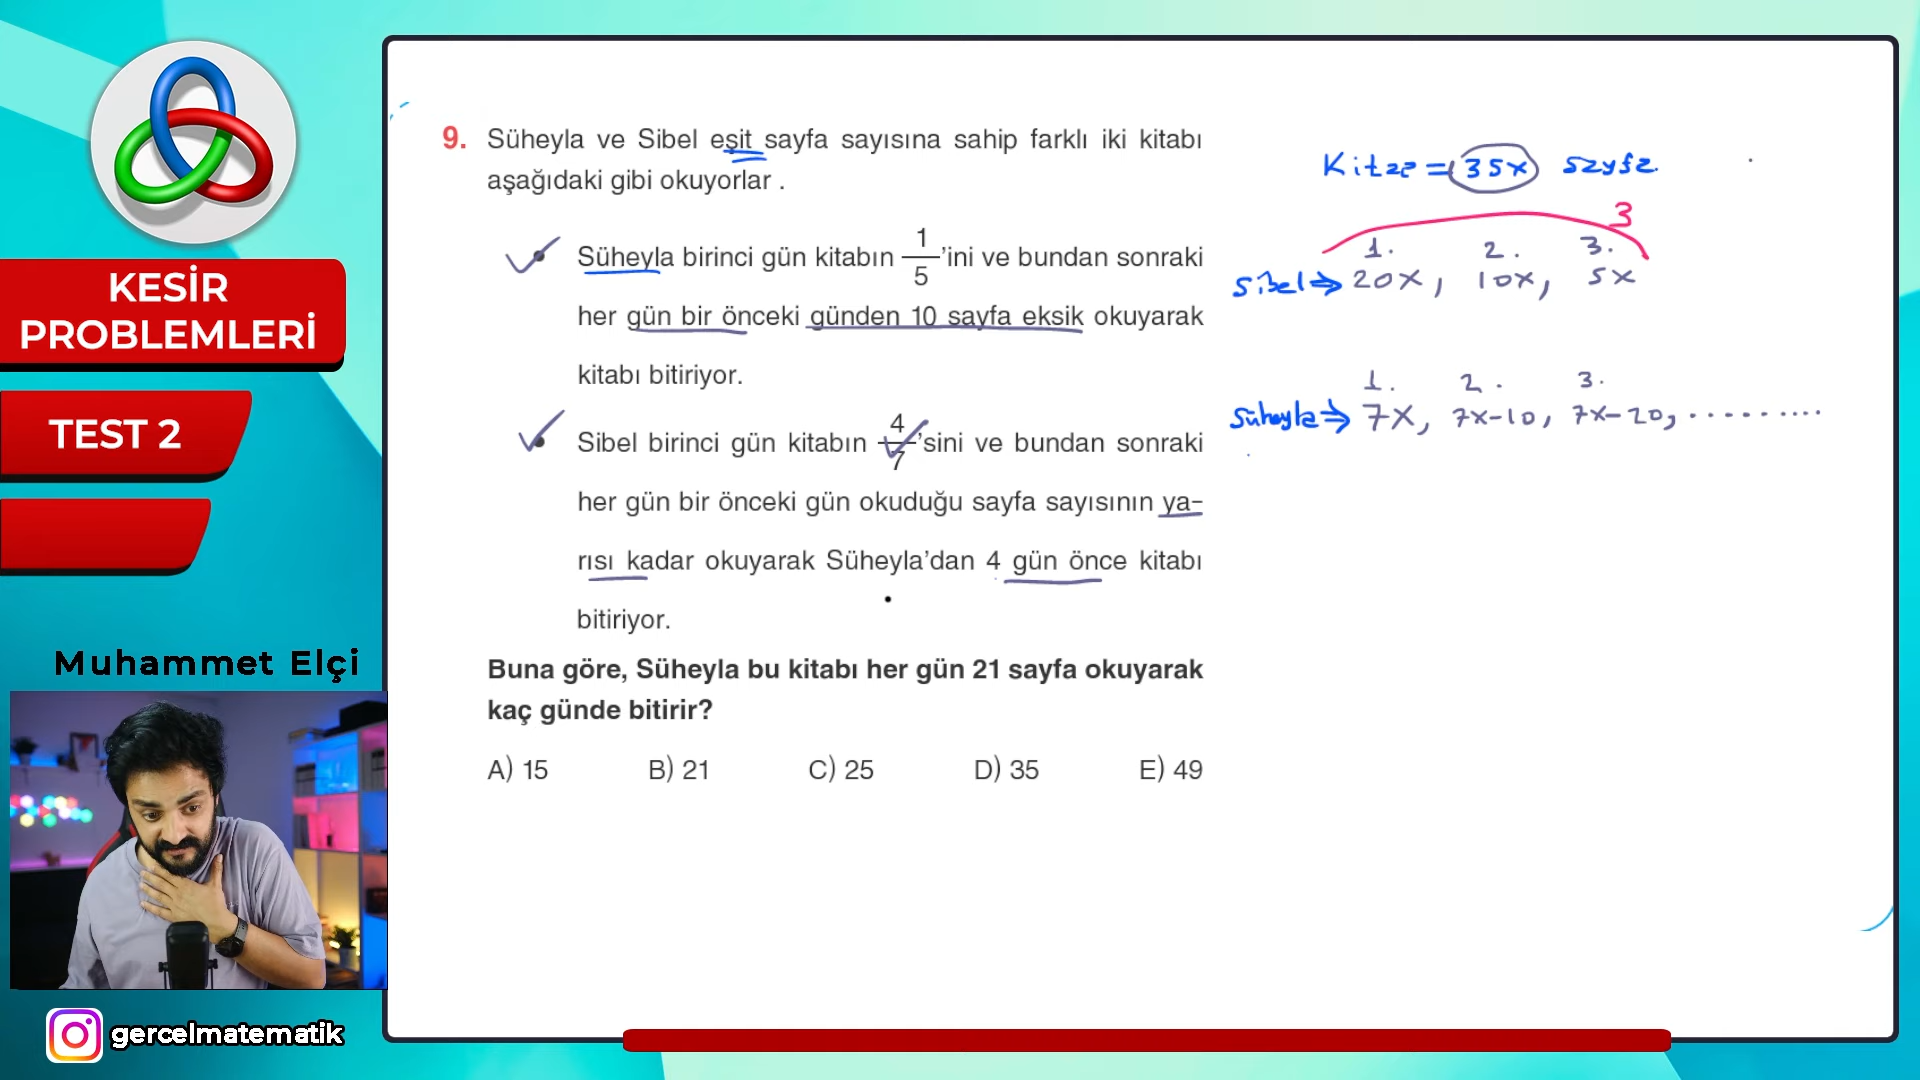 KESİR
PROBLEMLERİ
TEST 2
Muhammet Elçi
gercelmatematik
9. Süheyla ve Sibel eşit sayfa sayısına sahip farklı iki kitabı
aşağıdaki gibi okuyorlar .
Süheyla birinci gün kitabın 1/5 'ini ve bundan sonraki
her gün bir önceki günden 10 sayfa eksik okuyarak
kitabı bitiriyor.
Sibel birinci gün kitabın 4/7 'sini ve bundan sonraki
her gün bir önceki gün okuduğu sayfa sayısının ya-
rısı kadar okuyarak Süheyla'dan 4 gün önce kitabı
bitiriyor.
Buna göre, Süheyla bu kitabı her gün 21 sayfa okuyarak
kaç günde bitirir?
A) 15 B) 21 C) 25 D) 35 E) 49
Kitap = 35x sayfa.
3
1. 2. 3.
Sibel → 20x, 10x, 5x
1. 2. 3.
Süheyla → 7x, 7x-10, 7x-20, .........